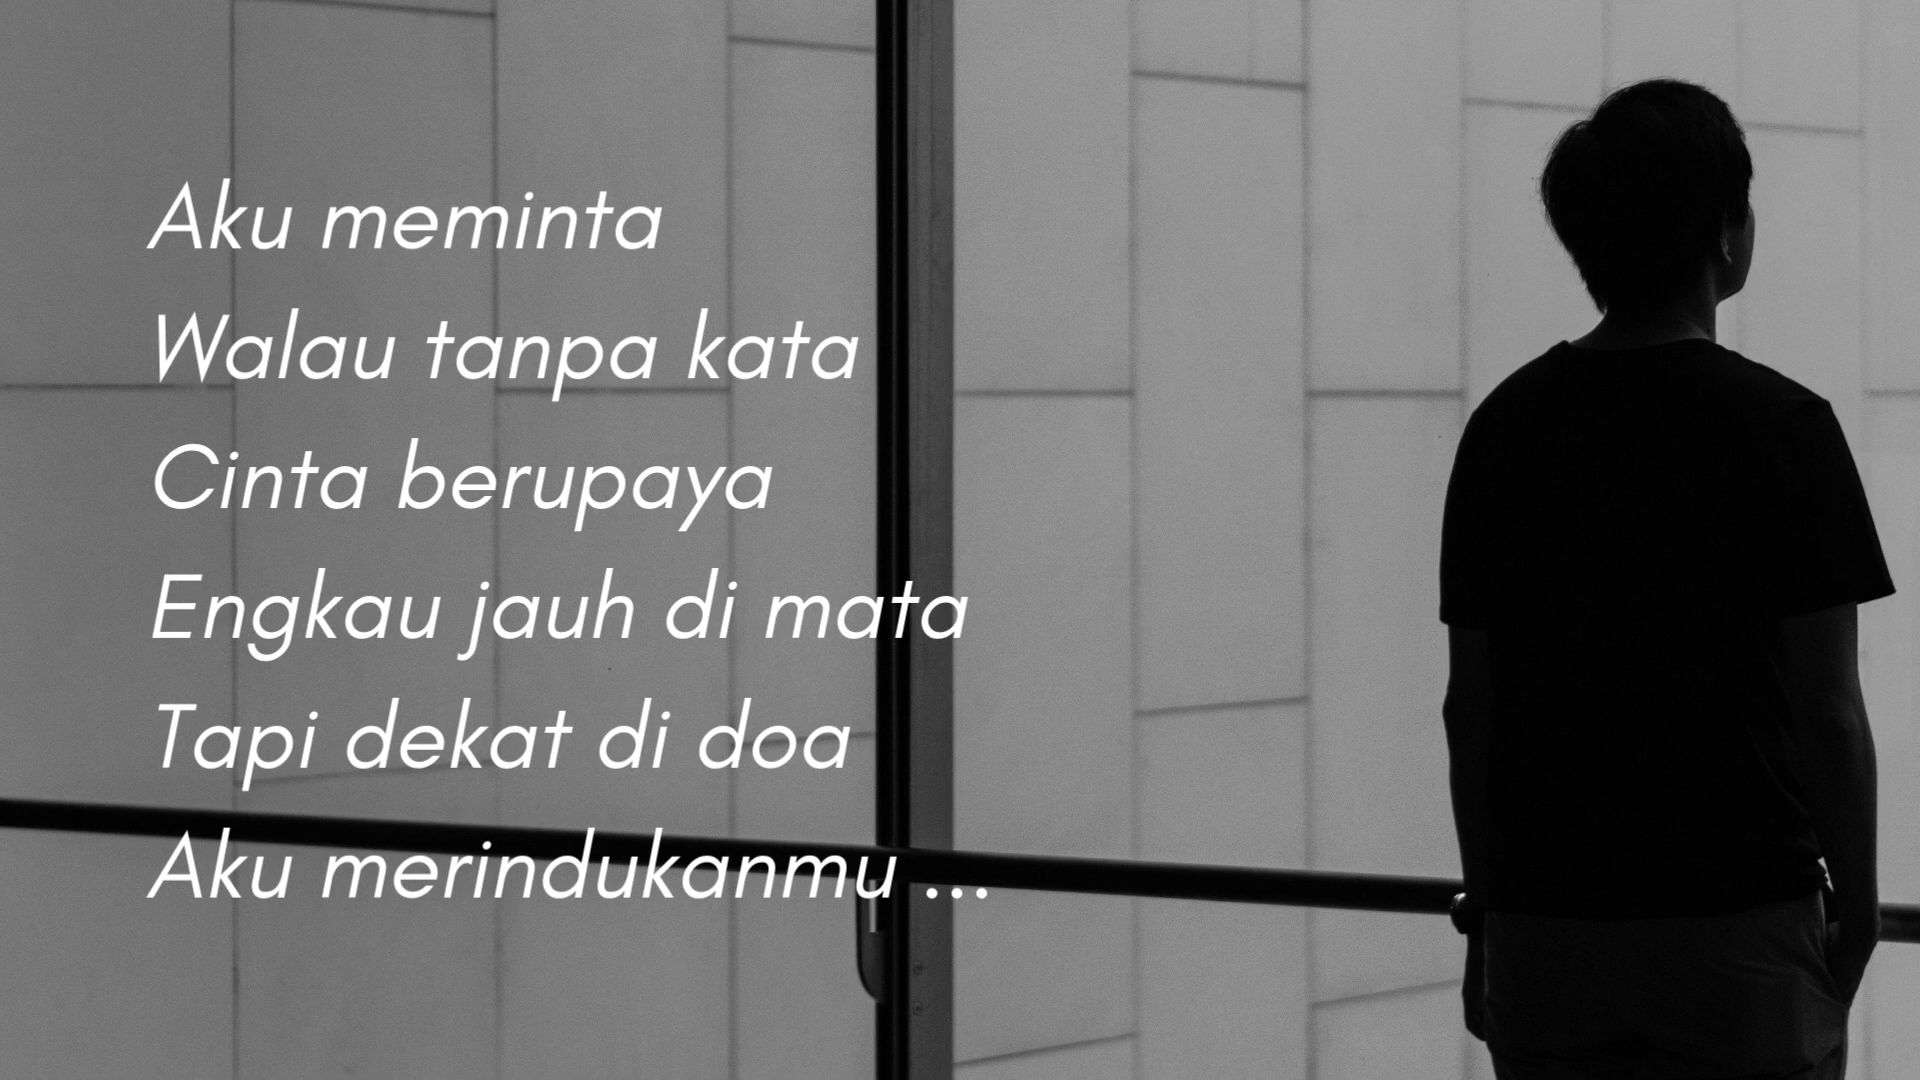 Aku meminta
Walau tanpa kata
Cinta berupaya
Engkau jauh di mata
Tapi dekat di doa
Aku merindukanmu ...